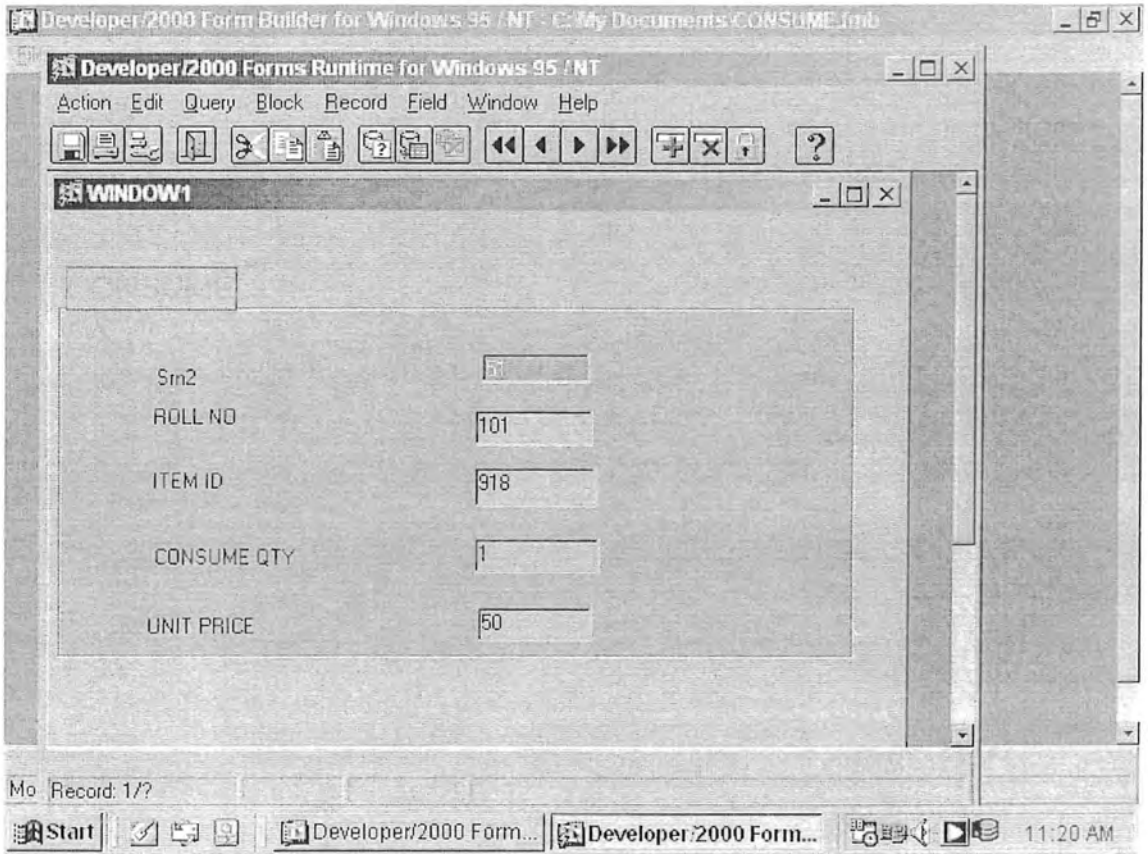 Developer/2000 Form Builder for Windows 95 / NT - C:\My Documents\CONSUME.fmb
Developer/2000 Forms Runtime for Windows 95 / NT
Action Edit Query Block Record Field Window Help
WINDOW1
Srn2
51
ROLL NO
101
ITEM ID
918
CONSUME QTY
1
UNIT PRICE
50
Mo
Record: 1/?
Start
Developer/2000 Form...
Developer/2000 Form...
11:20 AM